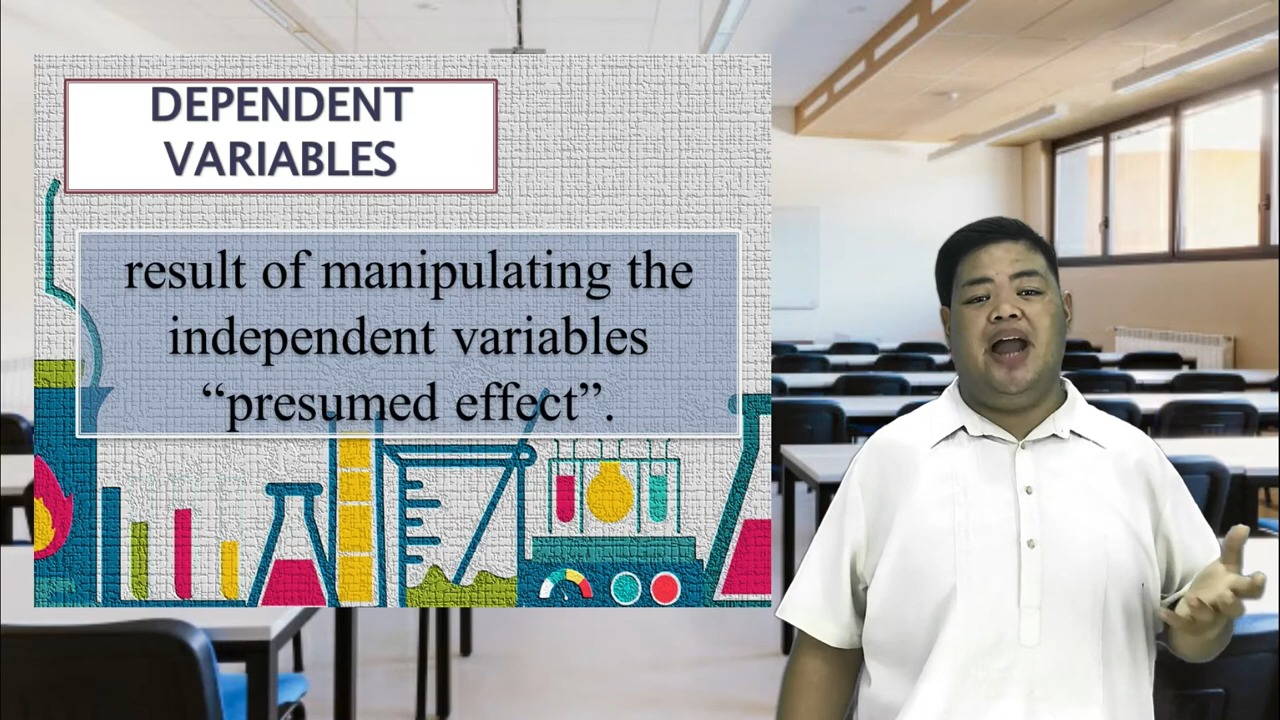 DEPENDENT
VARIABLES
result of manipulating the
independent variables
“presumed effect”.